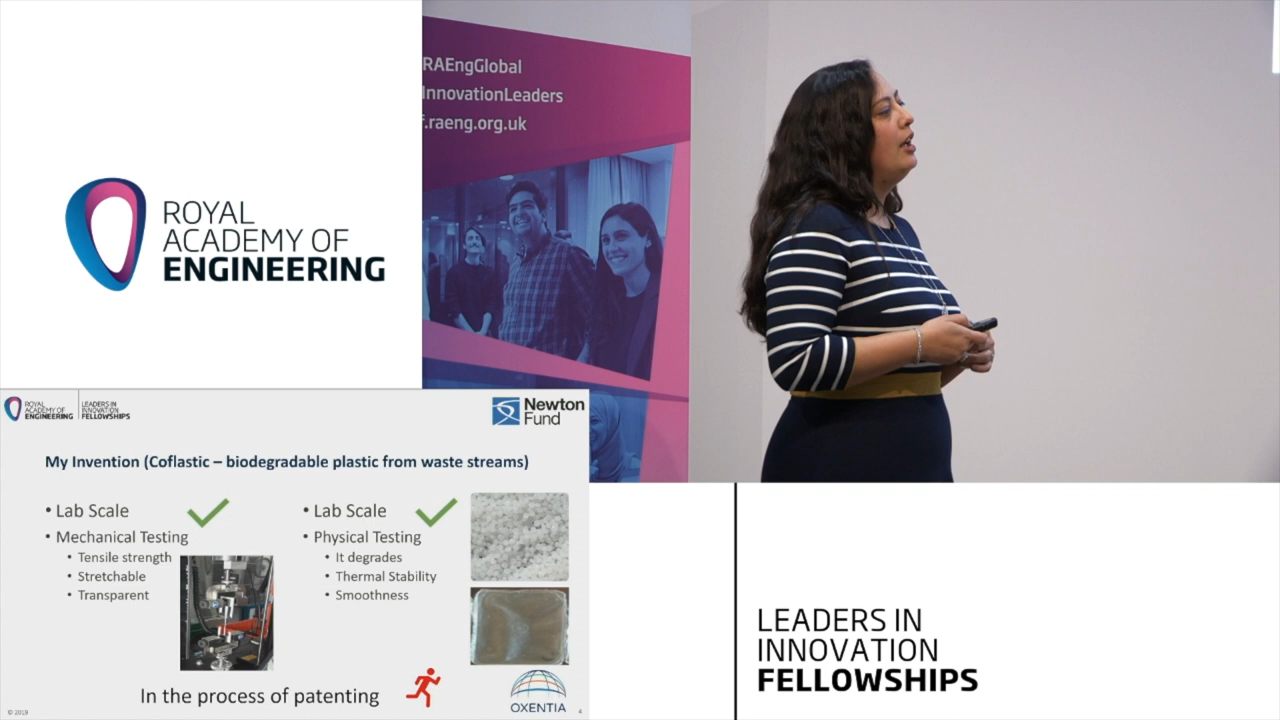 RAEngGlobal
InnovationLeaders
f.raeng.org.uk
ROYAL
ACADEMY OF
ENGINEERING
ROYAL
ACADEMY OF
ENGINEERING
LEADERS IN
INNOVATION
FELLOWSHIPS
Newton
Fund
My Invention (Coflastic – biodegradable plastic from waste streams)
• Lab Scale
• Mechanical Testing
• Tensile strength
• Stretchable
• Transparent
• Lab Scale
• Physical Testing
• It degrades
• Thermal Stability
• Smoothness
In the process of patenting
OXENTIA
© 2019
4
LEADERS IN
INNOVATION
FELLOWSHIPS